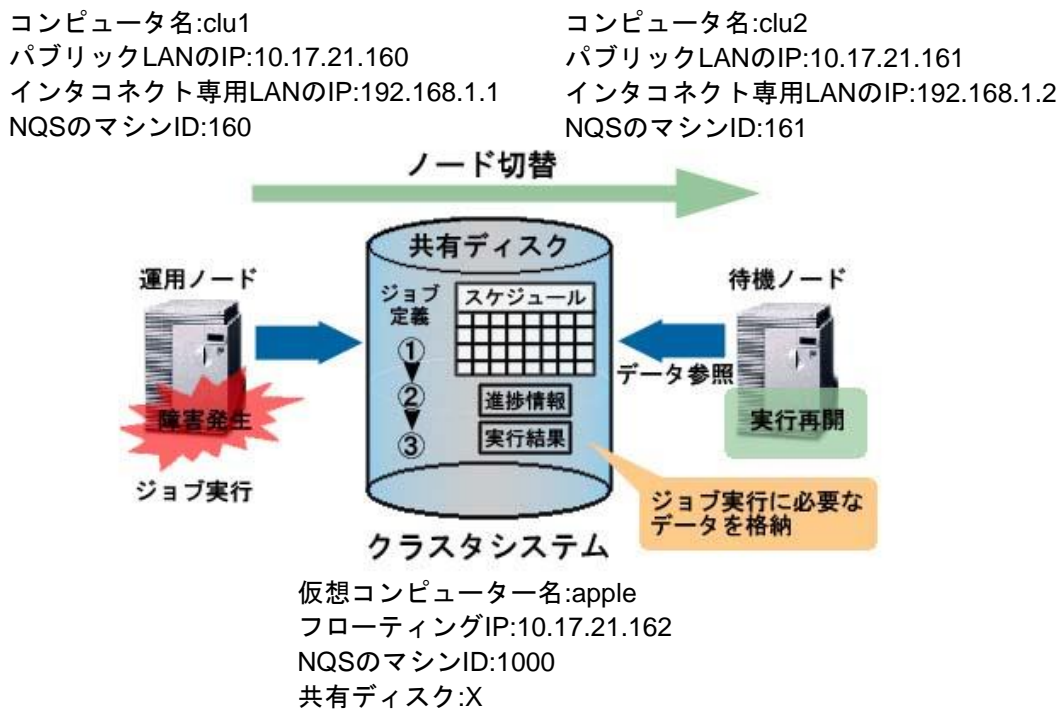 コンピュータ名:clu1
パブリックLANのIP:10.17.21.160
インタコネクト専用LANのIP:192.168.1.1
NQSのマシンID:160
コンピュータ名:clu2
パブリックLANのIP:10.17.21.161
インタコネクト専用LANのIP:192.168.1.2
NQSのマシンID:161
ノード切替
共有ディスク
運用ノード
待機ノード
ジョブ
定義
スケジュール
①
②
③
進捗情報
実行結果
データ参照
障害発生
実行再開
ジョブ実行
ジョブ実行に必要な
データを格納
クラスタシステム
仮想コンピューター名:apple
フローティングIP:10.17.21.162
NQSのマシンID:1000
共有ディスク:X